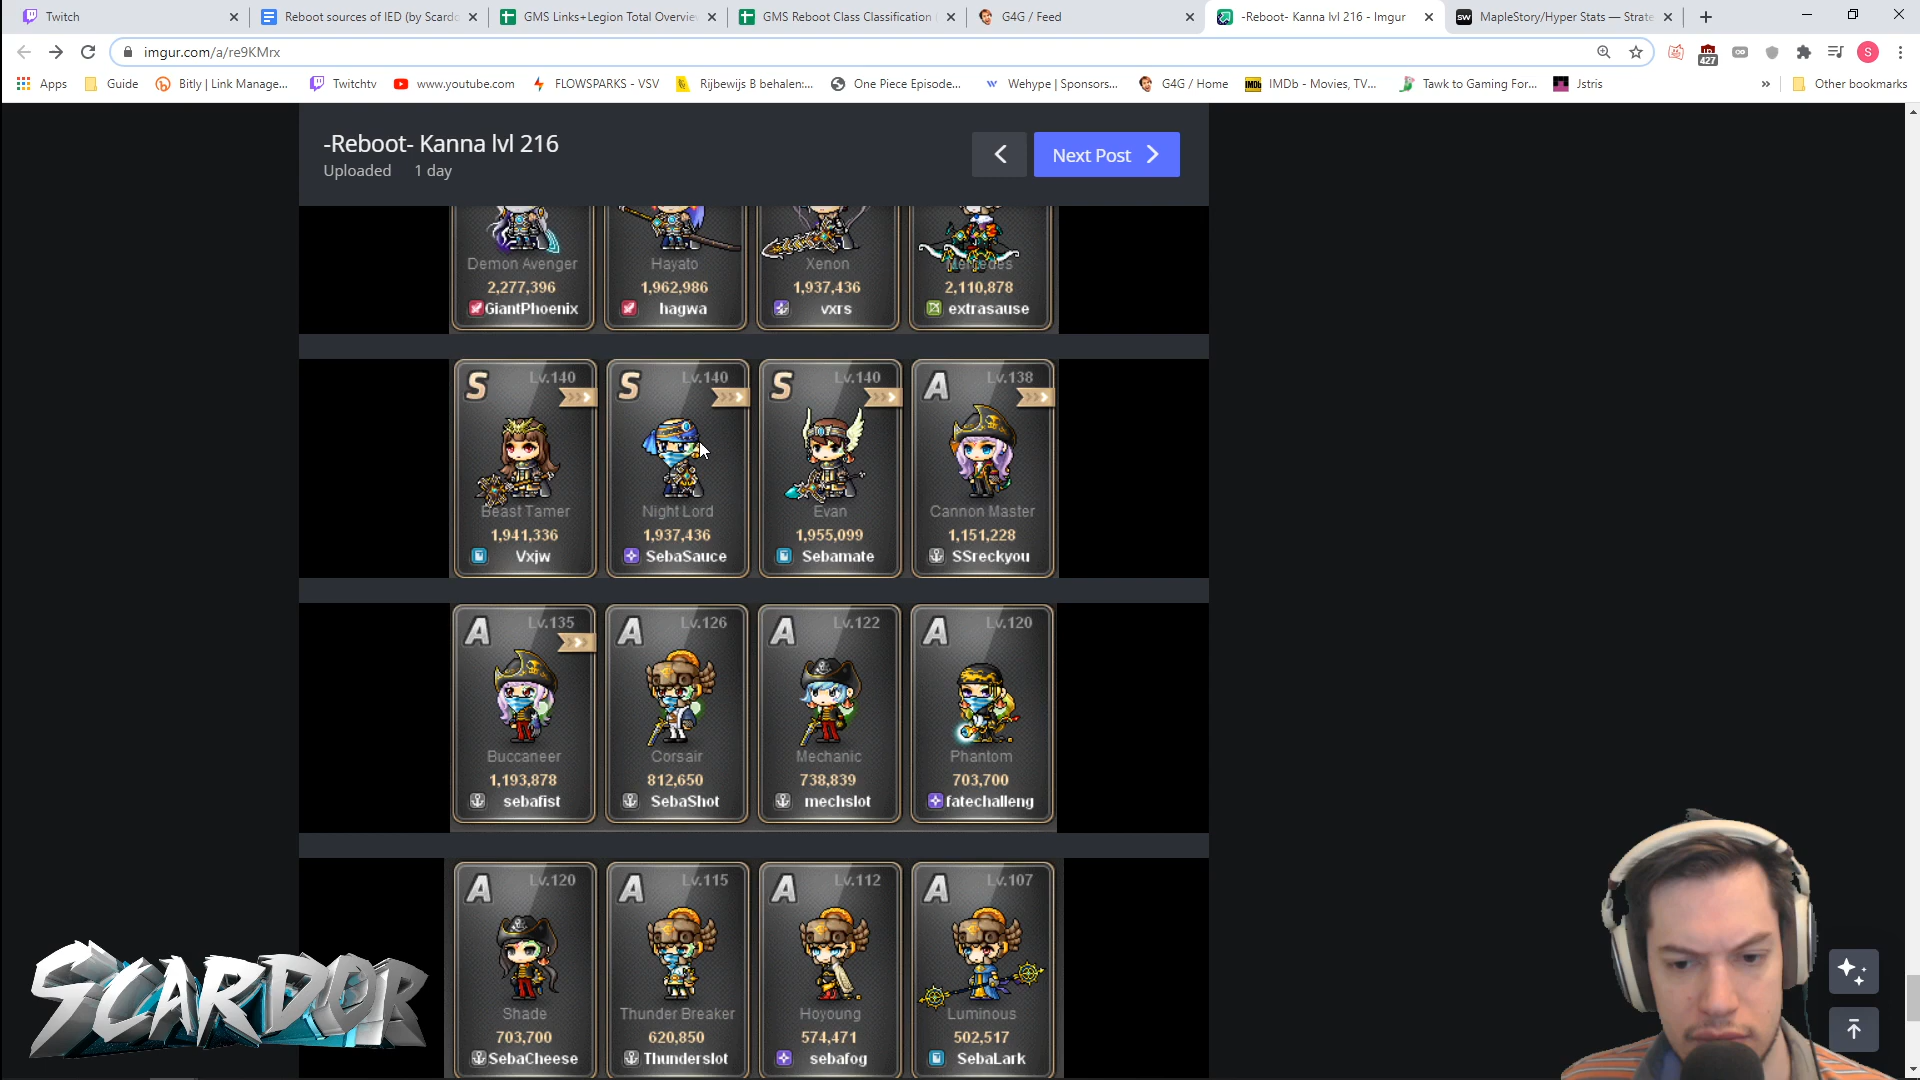 Twitch
Reboot sources of IED (by Scardo
GMS Links+Legion Total Overvie
GMS Reboot Class Classification
G4G / Feed
-Reboot- Kanna lvl 216 - Imgur
MapleStory/Hyper Stats — Strate
imgur.com/a/re9KMrx
427
S
Apps
Guide
Bitly | Link Manage...
Twitchtv
www.youtube.com
FLOWSPARKS - VSV
Rijbewijs B behalen:...
One Piece Episode...
Wehype | Sponsors...
G4G / Home
IMDb - Movies, TV...
Tawk to Gaming For...
Jstris
»
Other bookmarks
-Reboot- Kanna lvl 216
Uploaded 1 day
Next Post
Demon Avenger Hayato Xenon Mercedes
2,277,396 1,962,986 1,937,436 2,110,878
GiantPhoenix hagwa vxrs extrasause
S Lv.140 S Lv.140 S Lv.140 A Lv.138
Beast Tamer Night Lord Evan Cannon Master
1,941,336 1,937,436 1,955,099 1,151,228
Vxjw SebaSauce Sebamate SSreckyou
A Lv.135 A Lv.126 A Lv.122 A Lv.120
Buccaneer Corsair Mechanic Phantom
1,193,878 812,650 738,839 703,700
sebafist SebaShot mechslot fatechalleng
A Lv.120 A Lv.115 A Lv.112 A Lv.107
Shade Thunder Breaker Hoyoung Luminous
703,700 620,850 574,471 502,517
SebaCheese Thunderslot sebafog SebaLark
SCARDOR